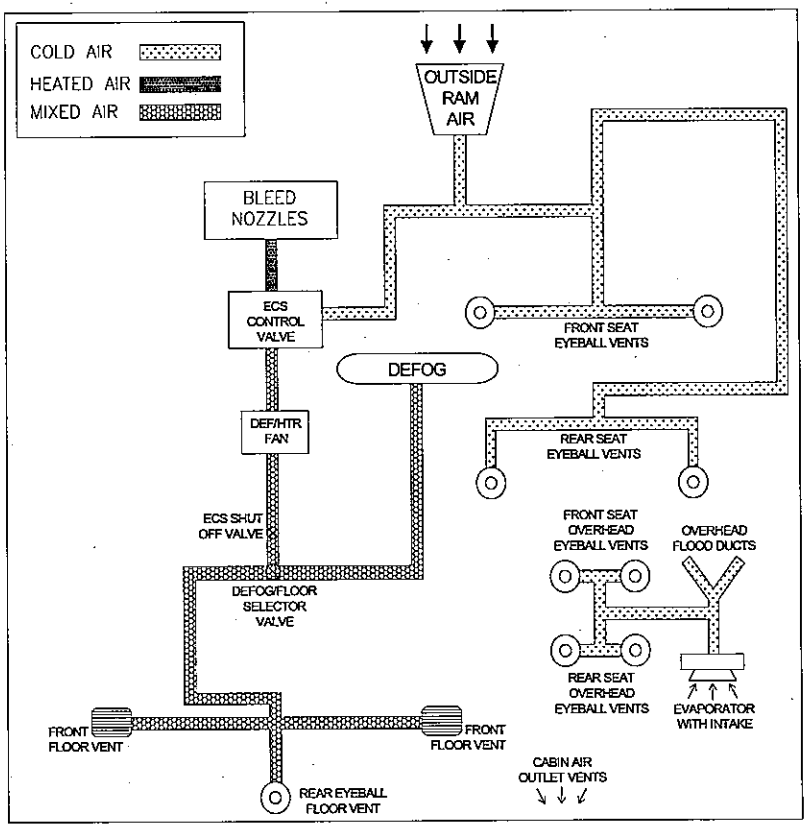 COLD AIR
HEATED AIR
MIXED AIR
OUTSIDE
RAM
AIR
BLEED
NOZZLES
ECS
CONTROL
VALVE
FRONT SEAT
EYEBALL VENTS
DEFOG
DEF/HTR
FAN
REAR SEAT
EYEBALL VENTS
ECS SHUT
OFF VALVE
FRONT SEAT
OVERHEAD
EYEBALL VENTS
OVERHEAD
FLOOD DUCTS
DEFOG/FLOOR
SELECTOR
VALVE
REAR SEAT
OVERHEAD
EYEBALL VENTS
EVAPORATOR
WITH INTAKE
FRONT
FLOOR VENT
FRONT
FLOOR VENT
REAR EYEBALL
FLOOR VENT
CABIN AIR
OUTLET VENTS